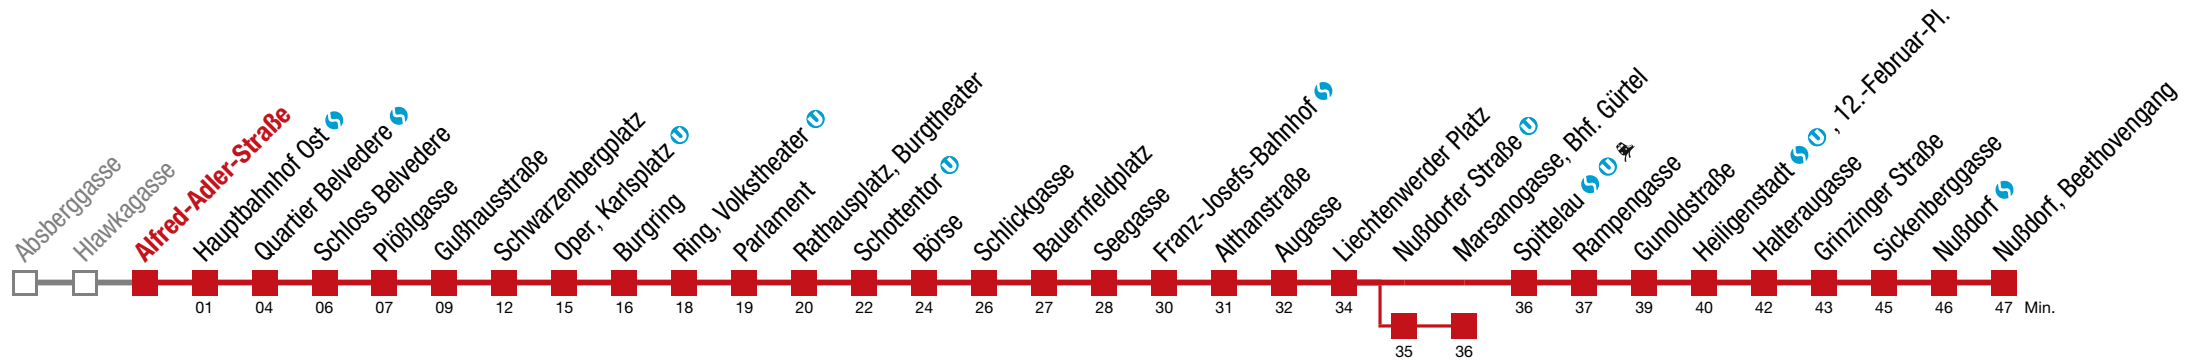 Absberggasse
Hlawkagasse
Alfred-Adler-Straße
Hauptbahnhof Ost
Quartier Belvedere
Schloss Belvedere
Plößlgasse
Gußhausstraße
Schwarzenbergplatz
Oper, Karlsplatz U
Burgring
Ring, Volkstheater U
Parlament
Rathausplatz, Burgtheater
Schottentor U
Börse
Schlickgasse
Bauernfeldplatz
Seegasse
Franz-Josefs-Bahnhof
Althanstraße
Augasse
Liechtenwerder Platz
Nußdorfer Straße U
Marsanogasse, Bhf. Gürtel
Spittelau U
Rampengasse
Gunoldstraße
Heiligenstadt U , 12.-Februar-Pl.
Halteraugasse
Grinzinger Straße
Sickenberggasse
Nußdorf
Nußdorf, Beethovengang
01 04 06 07 09 12 15 16 18 19 20 22 24 26 27 28 30 31 32 34 36 37 39 40 42 43 45 46 47 Min.
35 36